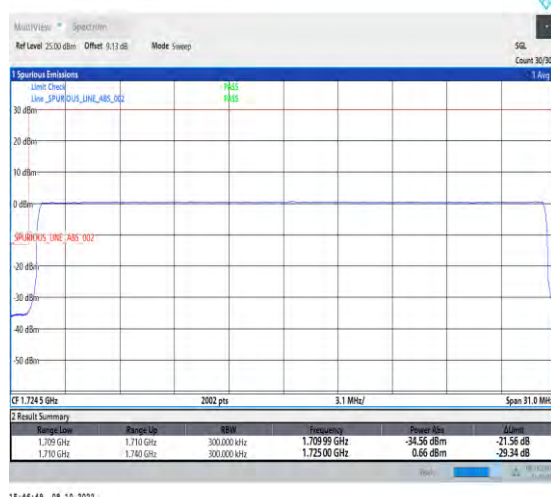 MultiView Spectrum
Ref Level 25.00 dBm Offset 9.13 dB Mode Sweep SGL
Count 30/30
1 Spurious Emissions 1 Avg
Limit Check PASS
Line _SPURIOUS_LINE_ABS_002 PASS
30 dBm
20 dBm
10 dBm
0 dBm
SPURIOUS_LINE_ABS_002
-20 dBm
-30 dBm
-40 dBm
-50 dBm
CF 1.724 5 GHz 2002 pts 3.1 MHz/ Span 31.0 MHz
2 Result Summary
Range Low Range Up RBW Frequency Power Abs ΔLimit
1.709 GHz 1.710 GHz 300.000 kHz 1.709 99 GHz -34.56 dBm -21.56 dB
1.710 GHz 1.740 GHz 300.000 kHz 1.725 00 GHz 0.66 dBm -29.34 dB
Ready